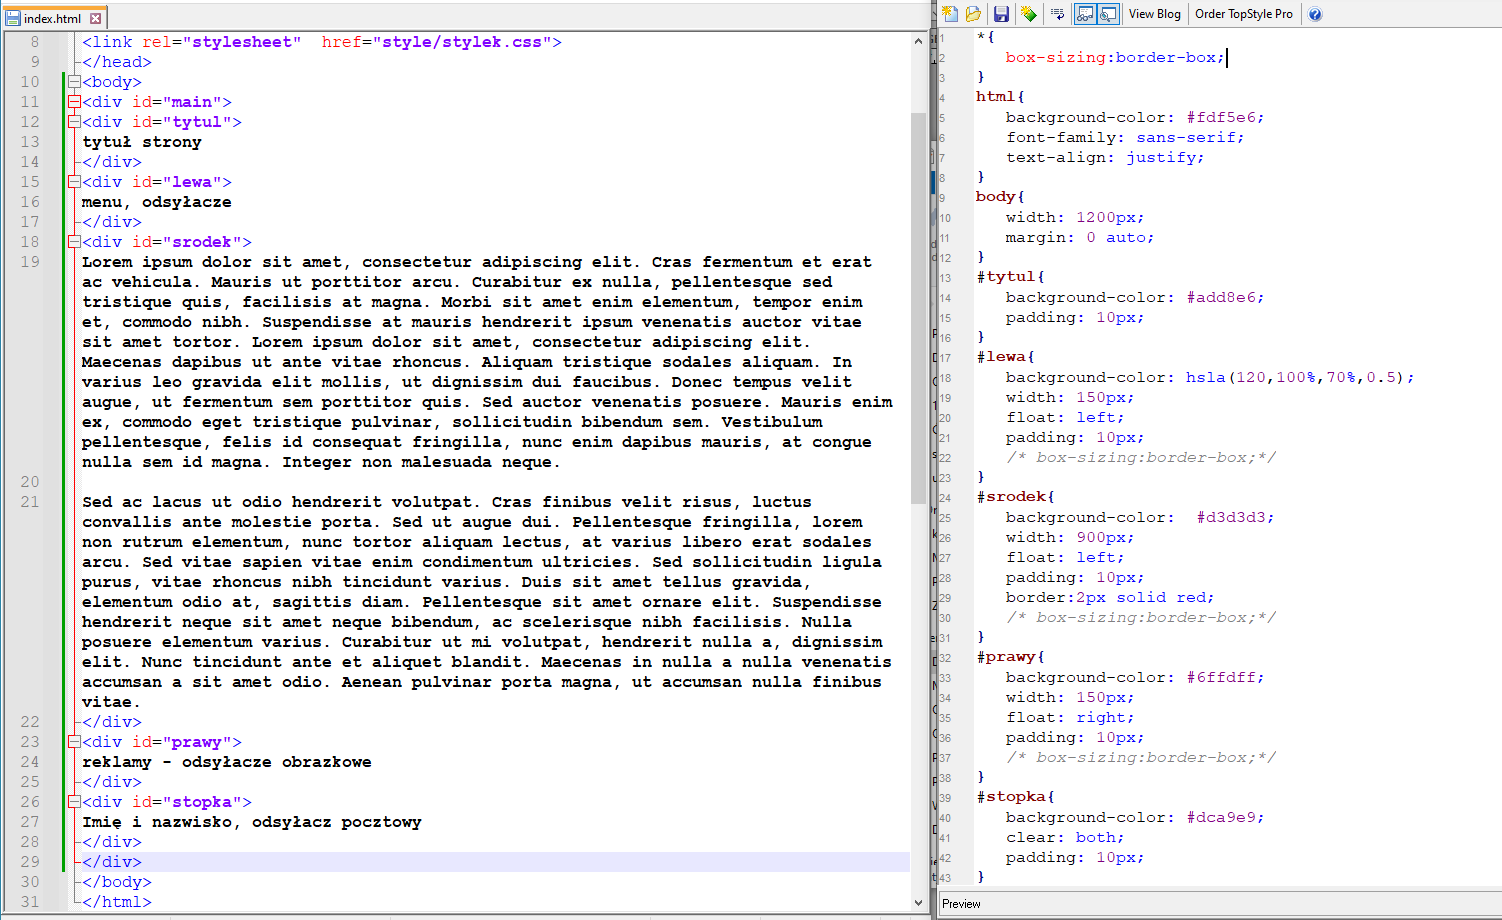 index.html
8 <link rel="stylesheet"  href="style/stylek.css">
9 </head>
10 <body>
11 <div id="main">
12 <div id="tytul">
13 tytuł strony
14 </div>
15 <div id="lewa">
16 menu, odsyłacze
17 </div>
18 <div id="srodek">
19 Lorem ipsum dolor sit amet, consectetur adipiscing elit. Cras fermentum et erat
ac vehicula. Mauris ut porttitor arcu. Curabitur ex nulla, pellentesque sed
tristique quis, facilisis at magna. Morbi sit amet enim elementum, tempor enim
et, commodo nibh. Suspendisse at mauris hendrerit ipsum venenatis auctor vitae
sit amet tortor. Lorem ipsum dolor sit amet, consectetur adipiscing elit.
Maecenas dapibus ut ante vitae rhoncus. Aliquam tristique sodales aliquam. In
varius leo gravida elit mollis, ut dignissim dui faucibus. Donec tempus velit
augue, ut fermentum sem porttitor quis. Sed auctor venenatis posuere. Mauris enim
ex, commodo eget tristique pulvinar, sollicitudin bibendum sem. Vestibulum
pellentesque, felis id consequat fringilla, nunc enim dapibus mauris, at congue
nulla sem id magna. Integer non malesuada neque.
20
21 Sed ac lacus ut odio hendrerit volutpat. Cras finibus velit risus, luctus
convallis ante molestie porta. Sed ut augue dui. Pellentesque fringilla, lorem
non rutrum elementum, nunc tortor aliquam lectus, at varius libero erat sodales
arcu. Sed vitae sapien vitae enim condimentum ultricies. Sed sollicitudin ligula
purus, vitae rhoncus nibh tincidunt varius. Duis sit amet tellus gravida,
elementum odio at, sagittis diam. Pellentesque sit amet ornare elit. Suspendisse
hendrerit neque sit amet neque bibendum, ac scelerisque nibh facilisis. Nulla
posuere elementum varius. Curabitur ut mi volutpat, hendrerit nulla a, dignissim
elit. Nunc tincidunt ante et aliquet blandit. Maecenas in nulla a nulla venenatis
accumsan a sit amet odio. Aenean pulvinar porta magna, ut accumsan nulla finibus
vitae.
22 </div>
23 <div id="prawy">
24 reklamy - odsyłacze obrazkowe
25 </div>
26 <div id="stopka">
27 Imię i nazwisko, odsyłacz pocztowy
28 </div>
29 </div>
30 </body>
31 </html>
View Blog Order TopStyle Pro
1 *{
2 box-sizing:border-box;
3 }
4 html{
5 background-color: #fdf5e6;
6 font-family: sans-serif;
7 text-align: justify;
8 }
9 body{
10 width: 1200px;
11 margin: 0 auto;
12 }
13 #tytul{
14 background-color: #add8e6;
15 padding: 10px;
16 }
17 #lewa{
18 background-color: hsla(120,100%,70%,0.5);
19 width: 150px;
20 float: left;
21 padding: 10px;
22 /* box-sizing:border-box;*/
23 }
24 #srodek{
25 background-color:  #d3d3d3;
26 width: 900px;
27 float: left;
28 padding: 10px;
29 border:2px solid red;
30 /* box-sizing:border-box;*/
31 }
32 #prawy{
33 background-color: #6ffdff;
34 width: 150px;
35 float: right;
36 padding: 10px;
37 /* box-sizing:border-box;*/
38 }
39 #stopka{
40 background-color: #dca9e9;
41 clear: both;
42 padding: 10px;
43 }
Preview